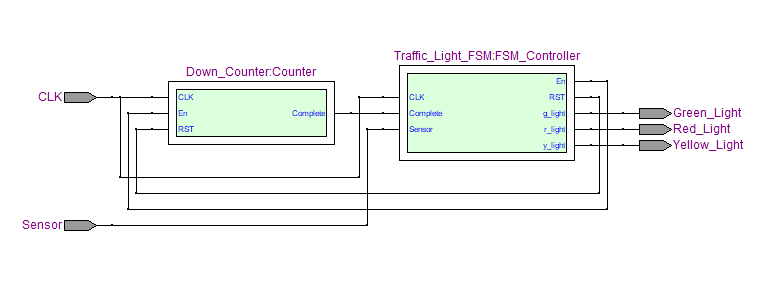 Traffic_Light_FSM:FSM_Controller
Down_Counter:Counter
CLK
CLK
En
RST
Complete
CLK
Complete
Sensor
En
RST
g_light
r_light
y_light
Green_Light
Red_Light
Yellow_Light
Sensor